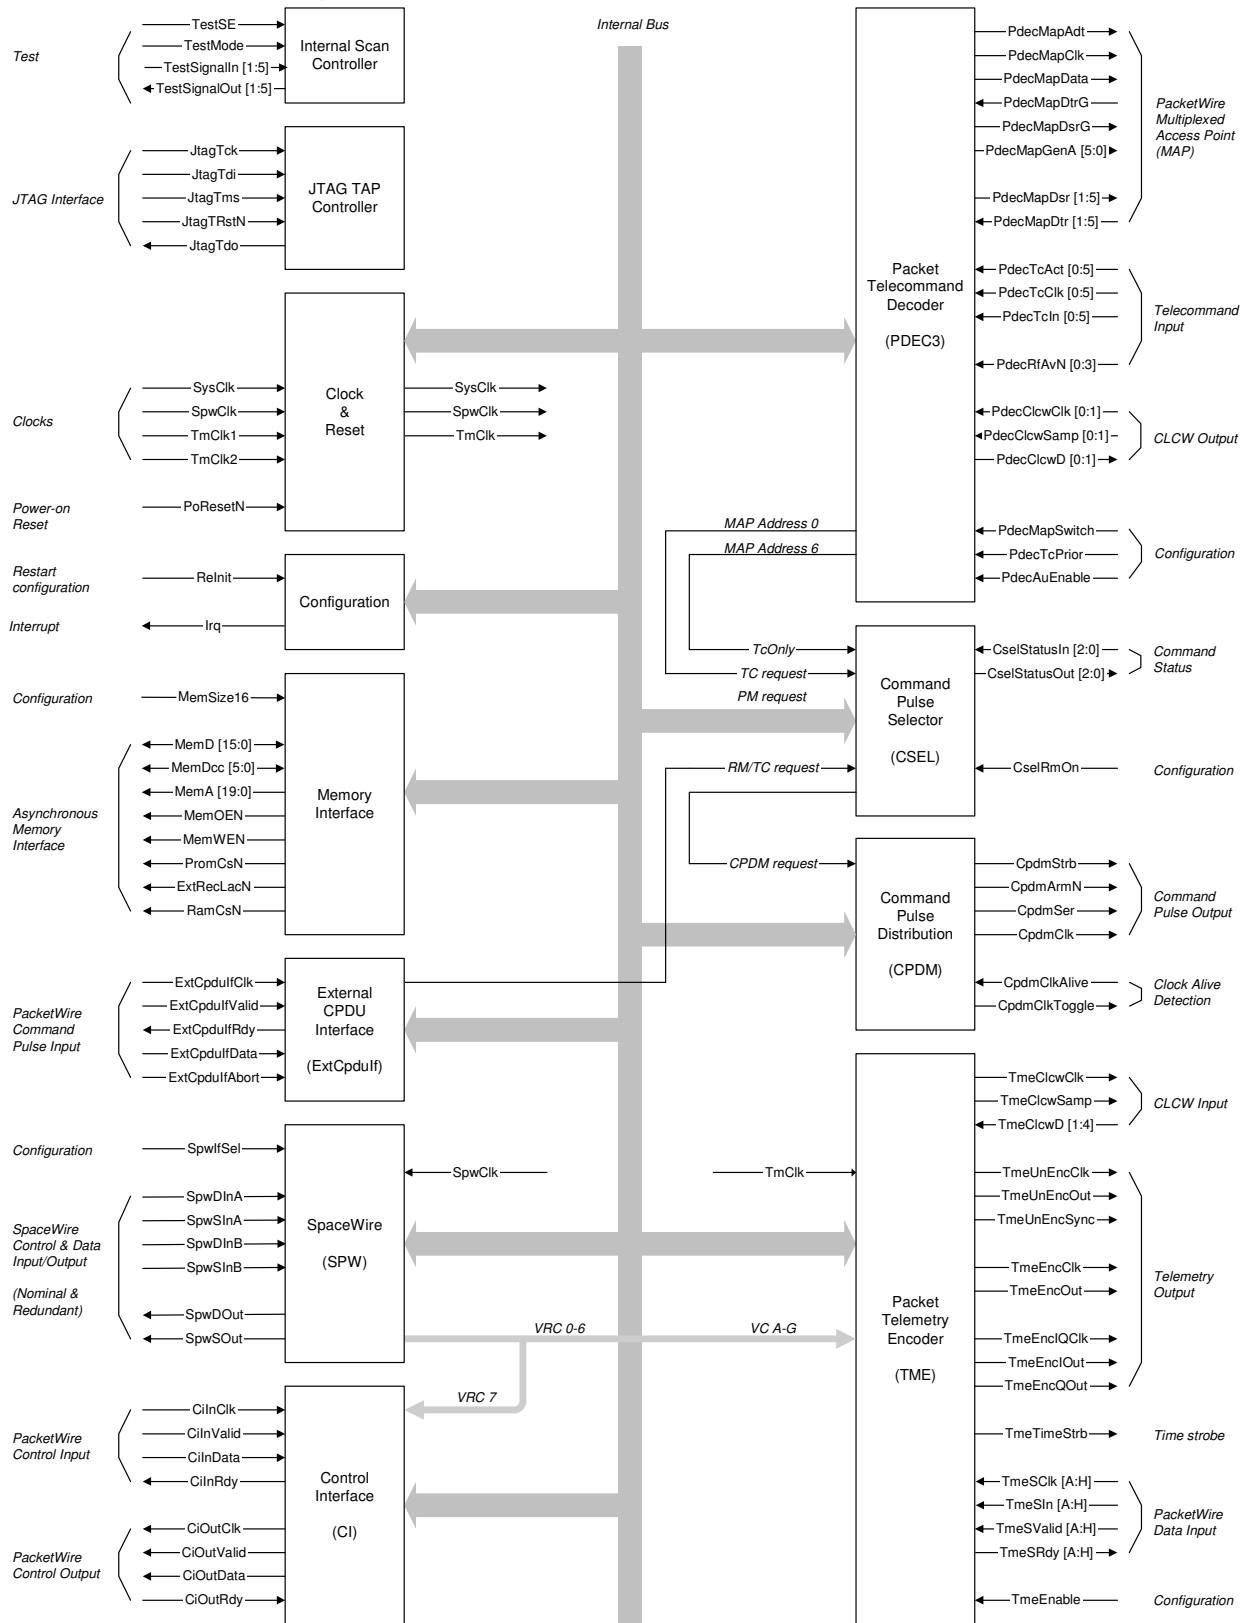 Internal Bus
Test
TestSE
TestMode
TestSignalIn [1:5]
TestSignalOut [1:5]
Internal Scan
Controller
JTAG Interface
JtagTck
JtagTdi
JtagTms
JtagTRstN
JtagTdo
JTAG TAP
Controller
Clocks
SysClk
SpwClk
TmClk1
TmClk2
Power-on
Reset
PoResetN
Clock
&
Reset
SysClk
SpwClk
TmClk
Restart
configuration
ReInit
Interrupt
Irq
Configuration
Configuration
MemSize16
Asynchronous
Memory
Interface
MemD [15:0]
MemDcc [5:0]
MemA [19:0]
MemOEN
MemWEN
PromCsN
ExtRecLacN
RamCsN
Memory
Interface
PacketWire
Command
Pulse Input
ExtCpduIfClk
ExtCpduIfValid
ExtCpduIfRdy
ExtCpduIfData
ExtCpduIfAbort
External
CPDU
Interface
(ExtCpduIf)
Configuration
SpwIfSel
SpaceWire
Control & Data
Input/Output
(Nominal &
Redundant)
SpwDInA
SpwSInA
SpwDInB
SpwSInB
SpwDOut
SpwSOut
SpaceWire
(SPW)
SpwClk
TmClk
VRC 0-6
VC A-G
VRC 7
PacketWire
Control Input
CiInClk
CiInValid
CiInData
CiInRdy
PacketWire
Control Output
CiOutClk
CiOutValid
CiOutData
CiOutRdy
Control
Interface
(CI)
Packet
Telecommand
Decoder
(PDEC3)
PdecMapAdt
PdecMapClk
PdecMapData
PdecMapDtrG
PdecMapDsrG
PdecMapGenA [5:0]
PdecMapDsr [1:5]
PdecMapDtr [1:5]
PacketWire
Multiplexed
Access Point
(MAP)
PdecTcAct [0:5]
PdecTcClk [0:5]
PdecTcIn [0:5]
PdecRfAvN [0:3]
Telecommand
Input
PdecClcwClk [0:1]
PdecClcwSamp [0:1]
PdecClcwD [0:1]
CLCW Output
PdecMapSwitch
PdecTcPrior
PdecAuEnable
Configuration
MAP Address 0
MAP Address 6
TcOnly
TC request
PM request
RM/TC request
CPDM request
Command
Pulse
Selector
(CSEL)
CselStatusIn [2:0]
CselStatusOut [2:0]
Command
Status
CselRmOn
Configuration
Command
Pulse
Distribution
(CPDM)
CpdmStrb
CpdmArmN
CpdmSer
CpdmClk
Command
Pulse Output
CpdmClkAlive
CpdmClkToggle
Clock Alive
Detection
Packet
Telemetry
Encoder
(TME)
TmeClcwClk
TmeClcwSamp
TmeClcwD [1:4]
CLCW Input
TmeUnEncClk
TmeUnEncOut
TmeUnEncSync
TmeEncClk
TmeEncOut
TmeEncIQClk
TmeEncIOut
TmeEncQOut
Telemetry
Output
TmeTimeStrb
Time strobe
TmeSClk [A:H]
TmeSIn [A:H]
TmeSValid [A:H]
TmeSRdy [A:H]
PacketWire
Data Input
TmeEnable
Configuration